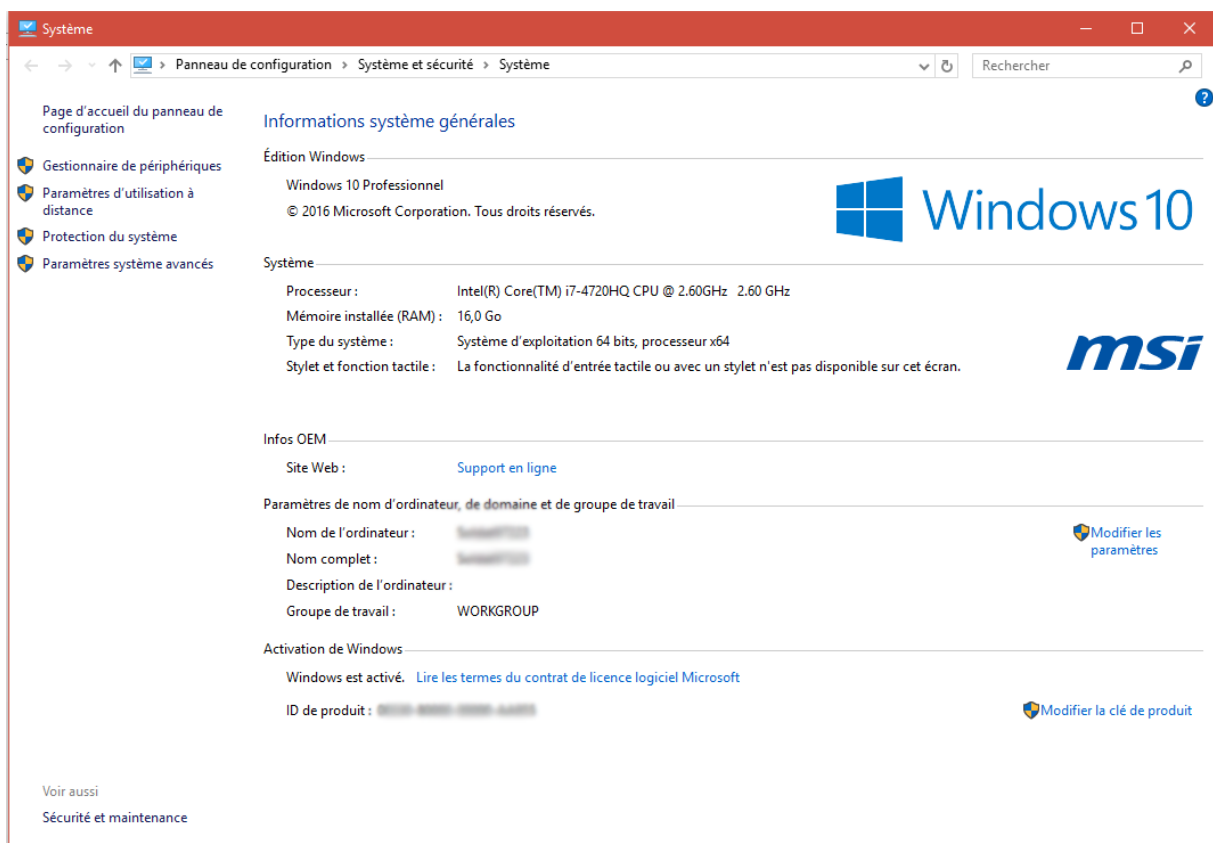 Système
Panneau de configuration › Système et sécurité › Système
Rechercher
Page d'accueil du panneau de
configuration
Gestionnaire de périphériques
Paramètres d'utilisation à
distance
Protection du système
Paramètres système avancés
Informations système générales
Édition Windows
Windows 10 Professionnel
© 2016 Microsoft Corporation. Tous droits réservés.
Windows 10
Système
Processeur : Intel(R) Core(TM) i7-4720HQ CPU @ 2.60GHz 2.60 GHz
Mémoire installée (RAM) : 16,0 Go
Type du système : Système d'exploitation 64 bits, processeur x64
Stylet et fonction tactile : La fonctionnalité d'entrée tactile ou avec un stylet n'est pas disponible sur cet écran.
msi
Infos OEM
Site Web : Support en ligne
Paramètres de nom d'ordinateur, de domaine et de groupe de travail
Nom de l'ordinateur :
Nom complet :
Description de l'ordinateur :
Groupe de travail : WORKGROUP
Modifier les
paramètres
Activation de Windows
Windows est activé. Lire les termes du contrat de licence logiciel Microsoft
ID de produit :
Modifier la clé de produit
Voir aussi
Sécurité et maintenance